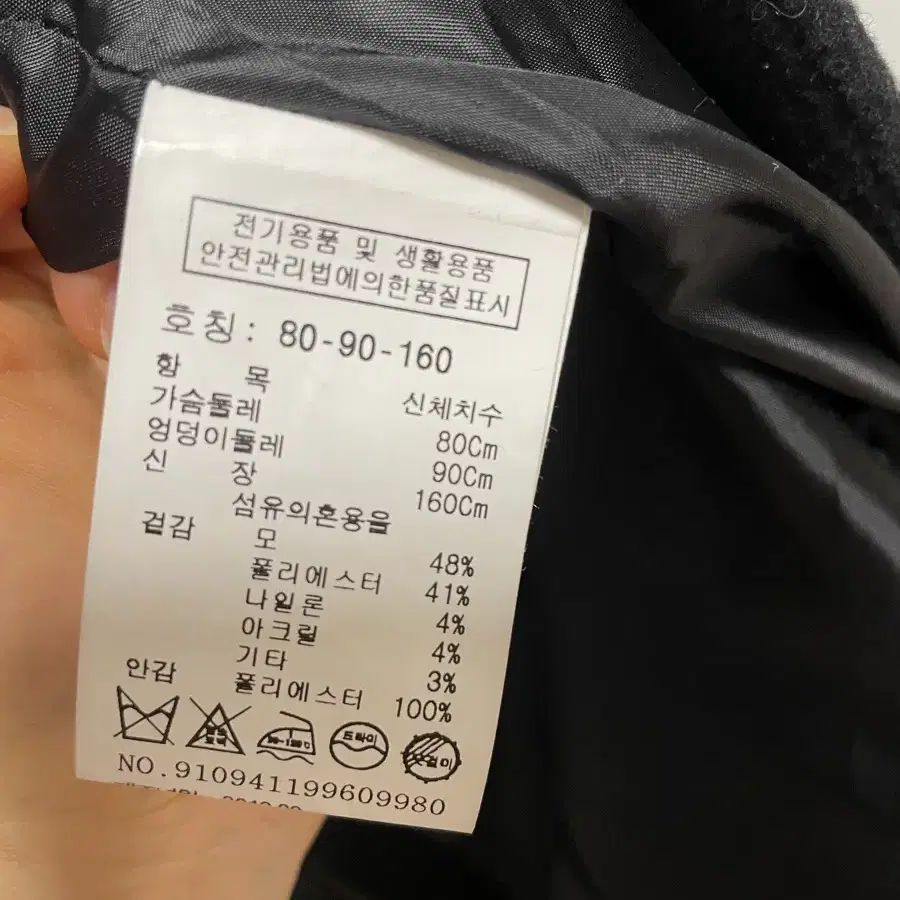 전기용품 및 생활용품
안전관리법에의한품질표시
호칭: 80-90-160
항 목 신체치수
가슴둘레 80Cm
엉덩이둘레 90Cm
신 장 160Cm
섬유의혼용율
겉감 모 48%
폴리에스터 41%
나일론 4%
아크릴 4%
기타 3%
안감 폴리에스터 100%
드라이
NO.910941199609980